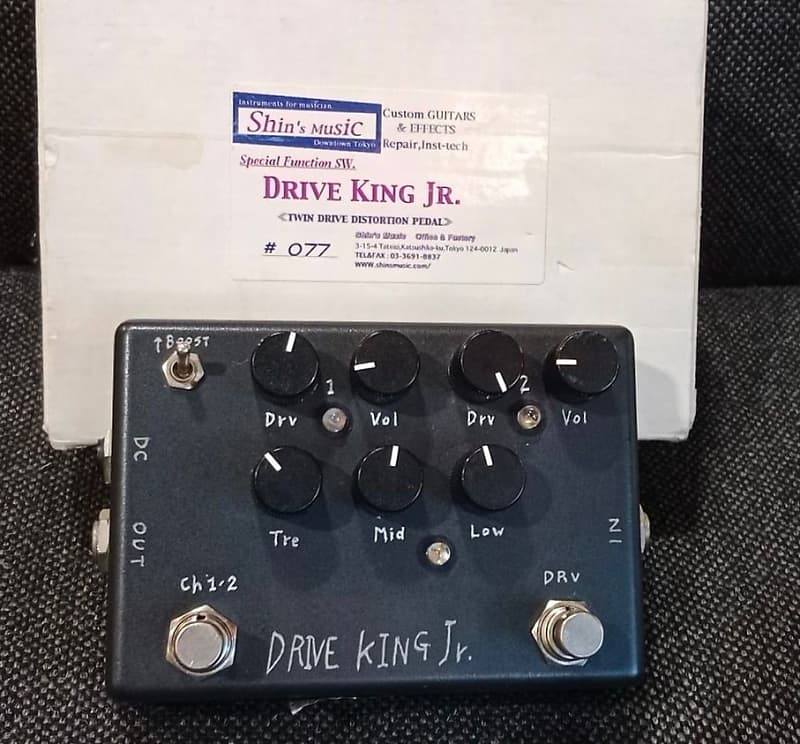 Instruments for musician
Shin's Music
Downtown Tokyo
Custom GUITARS
& EFFECTS
Repair,Inst-tech
Special Function SW.
DRIVE KING JR.
≪TWIN DRIVE DISTORTION PEDAL≫
Shin's Music Office & Factory
# 077
3-15-4 Tateisi,Katsushika-ku,Tokyo 124-0012 Japan
TEL&FAX : 03-3691-8837
www.shinsmusic.com/
↑Boost
1
2
Drv
Vol
Drv
Vol
DC
Tre
Mid
Low
OUT
IN
Ch1-2
DRV
DRIVE KING Jr.